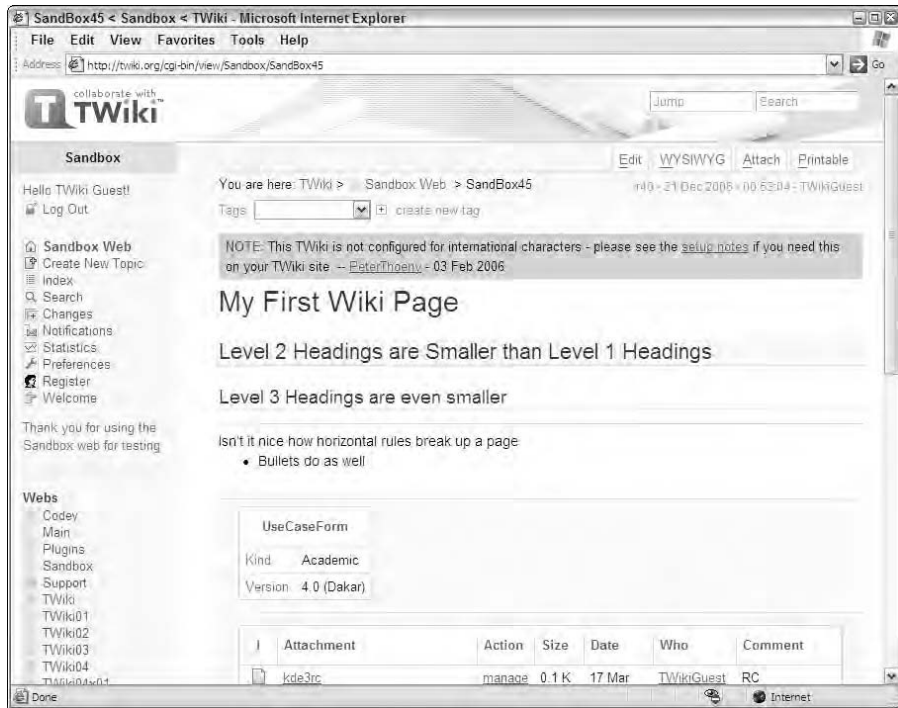 SandBox45 < Sandbox < TWiki - Microsoft Internet Explorer
File Edit View Favorites Tools Help
Address http://twiki.org/cgi-bin/view/Sandbox/SandBox45 Go
collaborate with
TWiki™
Jump Search
Sandbox
Edit WYSIWYG Attach Printable
Hello TWiki Guest!
Log Out
You are here: TWiki > Sandbox Web > SandBox45
r40 - 21 Dec 2006 - 00:52:04 - TWikiGuest
Tags create new tag
NOTE: This TWiki is not configured for international characters - please see the setup notes if you need this
on your TWiki site -- PeterThoeny - 03 Feb 2006
Sandbox Web
Create New Topic
Index
Search
Changes
Notifications
Statistics
Preferences
Register
Welcome
Thank you for using the
Sandbox web for testing
Webs
Codev
Main
Plugins
Sandbox
Support
TWiki
TWiki01
TWiki02
TWiki03
TWiki04
TWiki04x01
My First Wiki Page
Level 2 Headings are Smaller than Level 1 Headings
Level 3 Headings are even smaller
Isn't it nice how horizontal rules break up a page
• Bullets do as well
UseCaseForm
Kind Academic
Version 4.0 (Dakar)
I Attachment Action Size Date Who Comment
kde3rc manage 0.1 K 17 Mar TWikiGuest RC
Done Internet